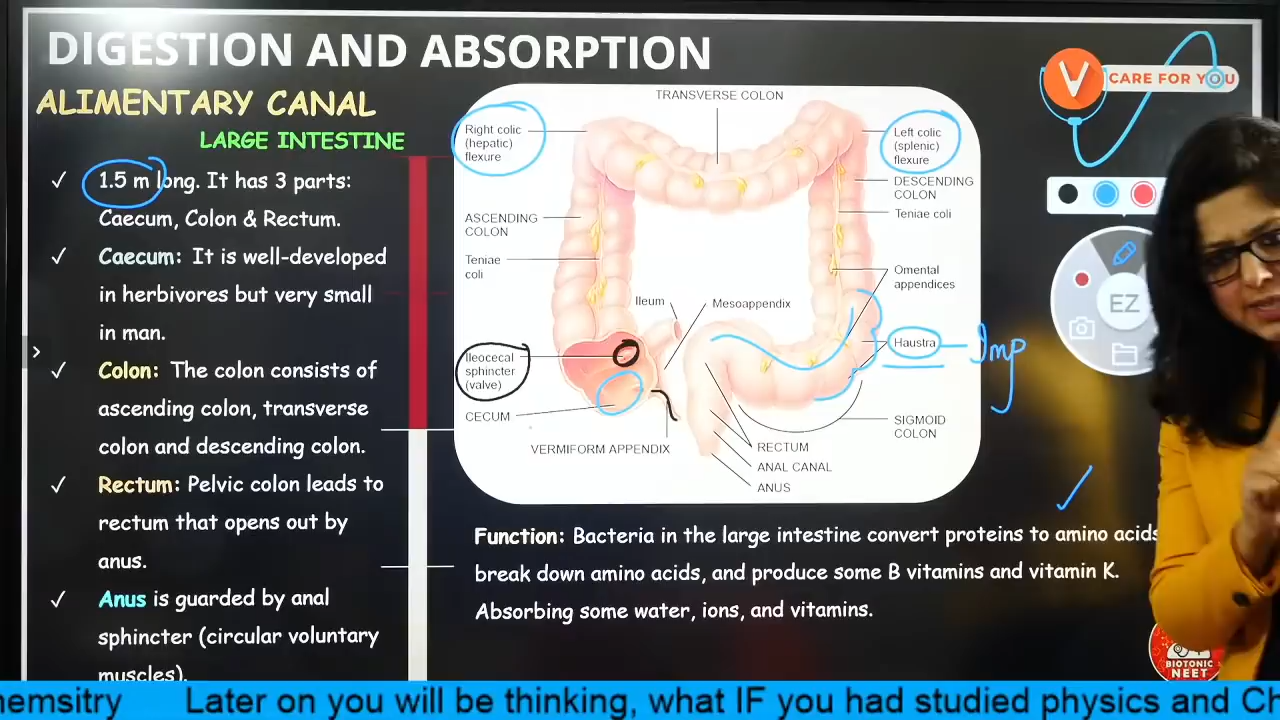 DIGESTION AND ABSORPTION
ALIMENTARY CANAL
LARGE INTESTINE
✓ 1.5 m long. It has 3 parts:
Caecum, Colon & Rectum.
✓ Caecum: It is well-developed
in herbivores but very small
in man.
✓ Colon: The colon consists of
ascending colon, transverse
colon and descending colon.
✓ Rectum: Pelvic colon leads to
rectum that opens out by
anus.
✓ Anus is guarded by anal
sphincter (circular voluntary
muscles).
TRANSVERSE COLON
Right colic
(hepatic)
flexure
ASCENDING
COLON
Teniae
coli
Ileum
Mesoappendix
Ileocecal
sphincter
(valve)
CECUM
VERMIFORM APPENDIX
Left colic
(splenic)
flexure
DESCENDING
COLON
Teniae coli
Omental
appendices
Haustra
Imp
SIGMOID
COLON
RECTUM
ANAL CANAL
ANUS
Function: Bacteria in the large intestine convert proteins to amino acids
break down amino acids, and produce some B vitamins and vitamin K.
Absorbing some water, ions, and vitamins.
V CARE FOR YOU
EZ
BIOTONIC
NEET
hemsitry Later on you will be thinking, what IF you had studied physics and Ch